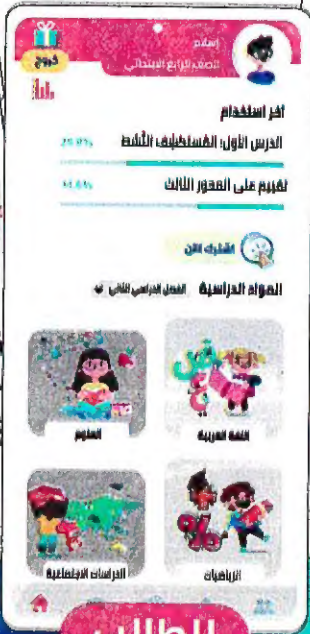 إسلام
الصف الرابع الابتدائي
خروج
آخر استخدام
الدرس الأول: المستكشف النشط
تقييم على المحور الثالث
اشترك الآن
المواد الدراسية الفصل الدراسي الثاني
اللغة العربية
العلوم
الرياضيات
الدراسات الاجتماعية